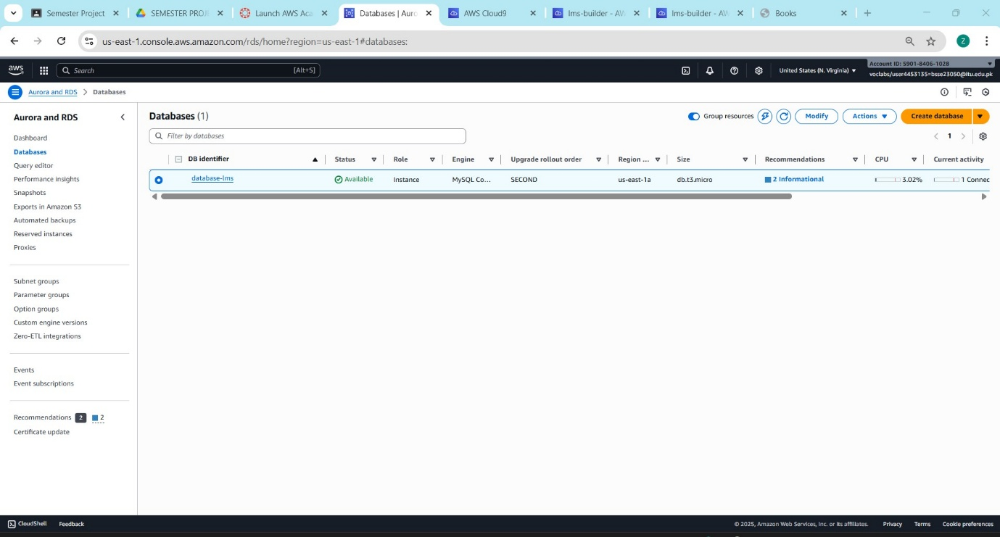 Semester Project
SEMESTER PROJ
Launch AWS Aca
Databases | Auro
AWS Cloud9
lms-builder - AW
lms-builder - AW
Books
us-east-1.console.aws.amazon.com/rds/home?region=us-east-1#databases:
Z
aws
Search
[Alt+S]
United States (N. Virginia)
Account ID: 5901-8406-1028
voclabs/user4453135=bsse23050@itu.edu.pk
Aurora and RDS > Databases
Aurora and RDS
Dashboard
Databases
Query editor
Performance insights
Snapshots
Exports in Amazon S3
Automated backups
Reserved instances
Proxies
Subnet groups
Parameter groups
Option groups
Custom engine versions
Zero-ETL integrations
Events
Event subscriptions
Recommendations 2 2
Certificate update
Databases (1)
Group resources
Modify
Actions
Create database
Filter by databases
1
DB identifier Status Role Engine Upgrade rollout order Region ... Size Recommendations CPU Current activity
database-lms Available Instance MySQL Co... SECOND us-east-1a db.t3.micro 2 Informational 3.02% 1 Connec
CloudShell Feedback
© 2025, Amazon Web Services, Inc. or its affiliates. Privacy Terms Cookie preferences